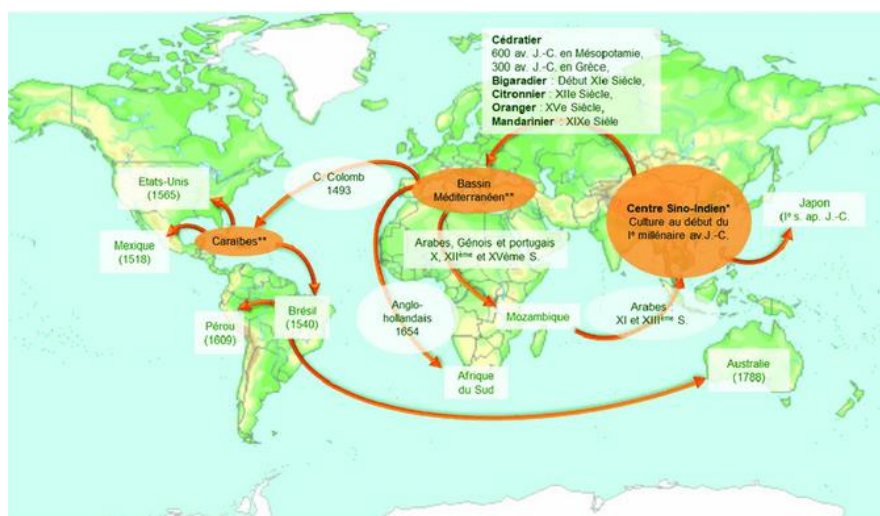 Cédratier
600 av. J.-C. en Mésopotamie,
300 av. J.-C. en Grèce,
Bigaradier : Début XIe Siècle,
Citronnier : XIIe Siècle,
Oranger : XVe Siècle,
Mandarinier : XIXe Sièle
Etats-Unis
(1565)
C. Colomb
1493
Bassin
Méditerranéen**
Centre Sino-Indien*
Culture au début du
Iᵉ millénaire av.J.-C.
Japon
(Iᵉ s. ap. J.-C.
Mexique
(1518)
Caraïbes**
Arabes, Génois et portugais
X, XIIᵉᵐᵉ et XVème S.
Pérou
(1609)
Brésil
(1540)
Anglo-
hollandais
1654
Mozambique
Arabes
XI et XIIIᵉᵐᵉ S.
Afrique
du Sud
Australie
(1788)